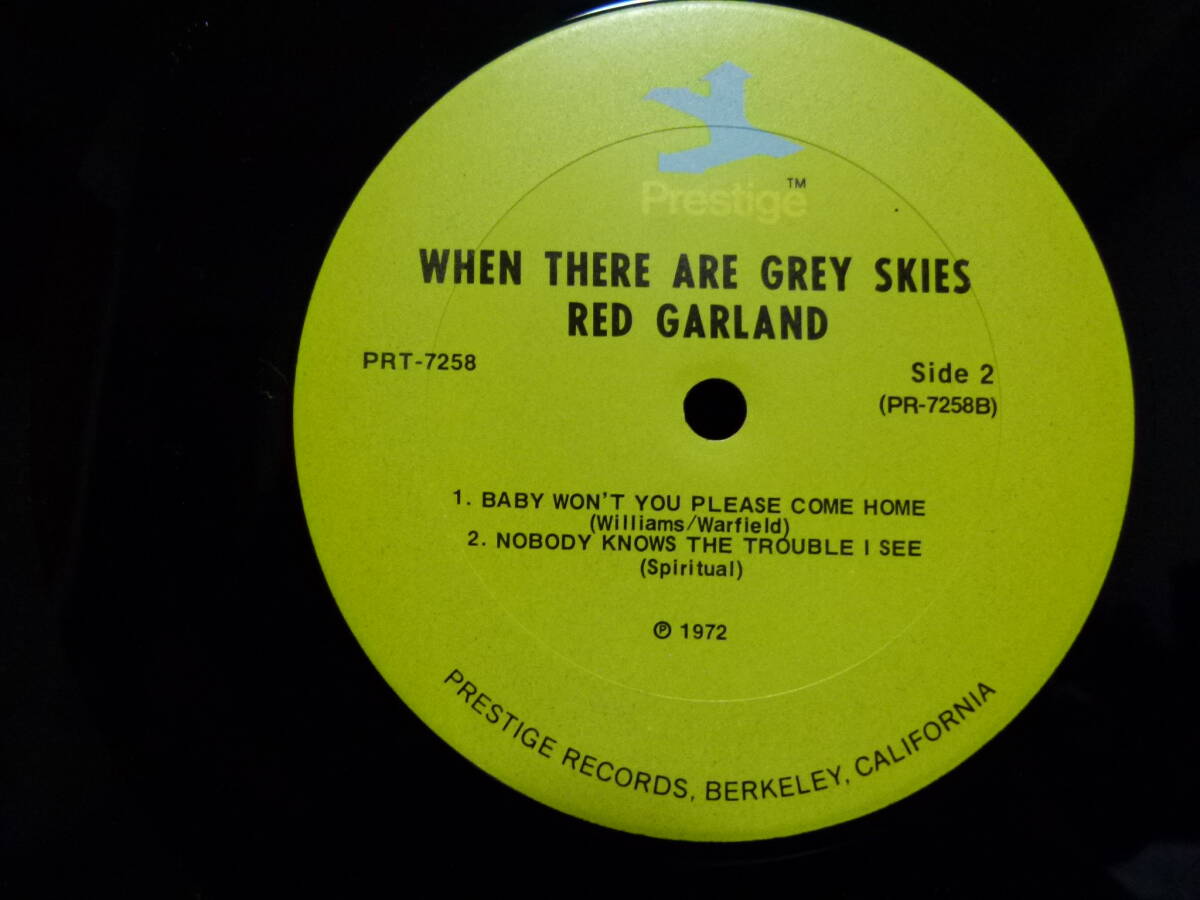 Prestige™
WHEN THERE ARE GREY SKIES
RED GARLAND
PRT-7258
Side 2
(PR-7258B)
1. BABY WON'T YOU PLEASE COME HOME
(Williams/Warfield)
2. NOBODY KNOWS THE TROUBLE I SEE
(Spiritual)
℗ 1972
PRESTIGE RECORDS, BERKELEY, CALIFORNIA